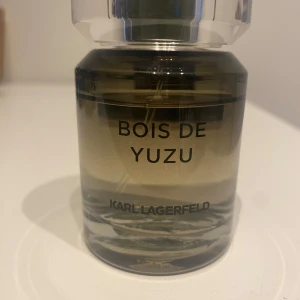 BOIS DE
YUZU
KARL LAGERFELD